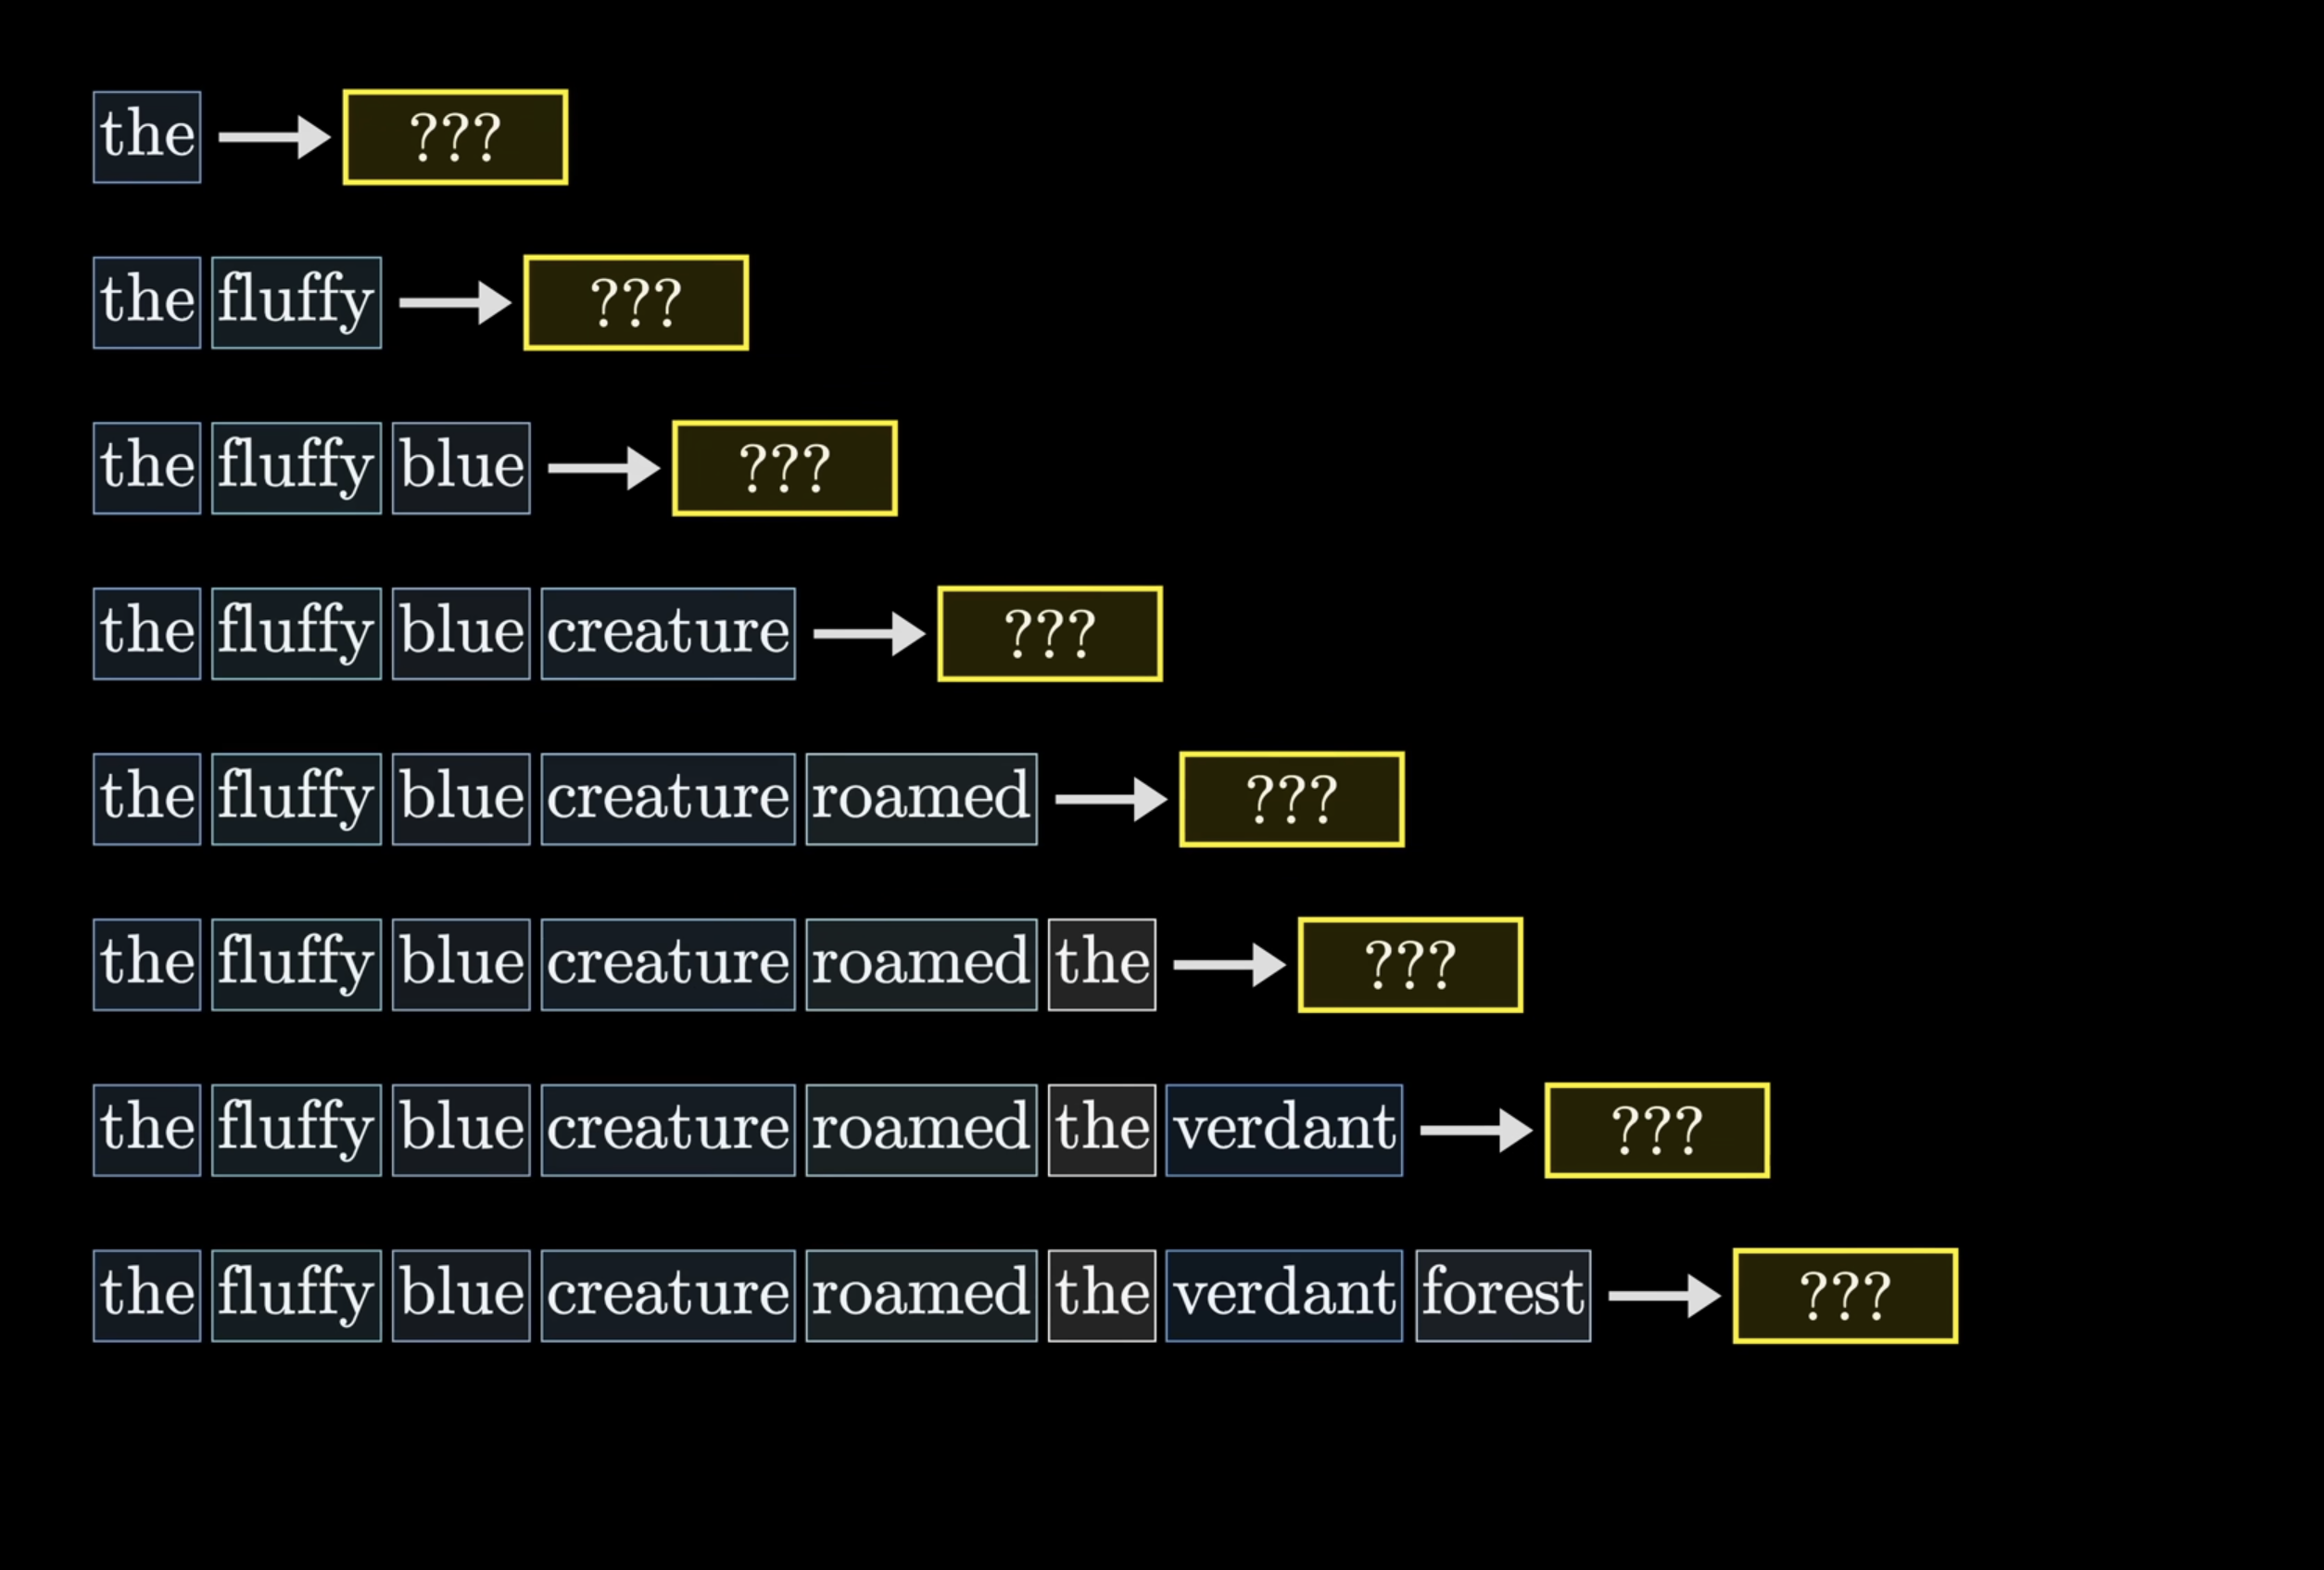 the ???
the fluffy ???
the fluffy blue ???
the fluffy blue creature ???
the fluffy blue creature roamed ???
the fluffy blue creature roamed the ???
the fluffy blue creature roamed the verdant ???
the fluffy blue creature roamed the verdant forest ???